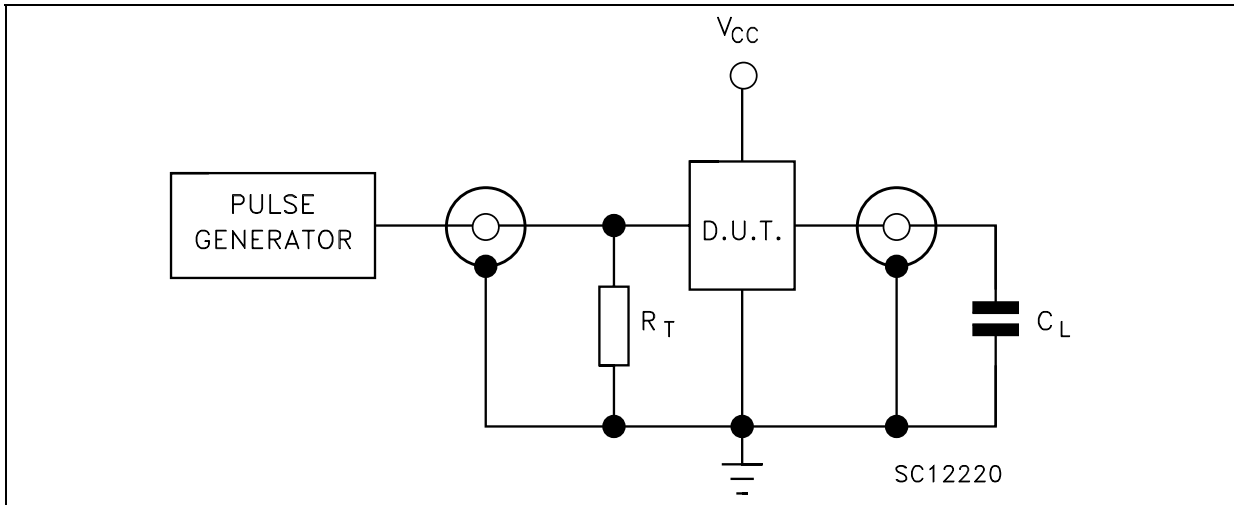 VCC
PULSE
GENERATOR
D.U.T.
RT
CL
SC12220